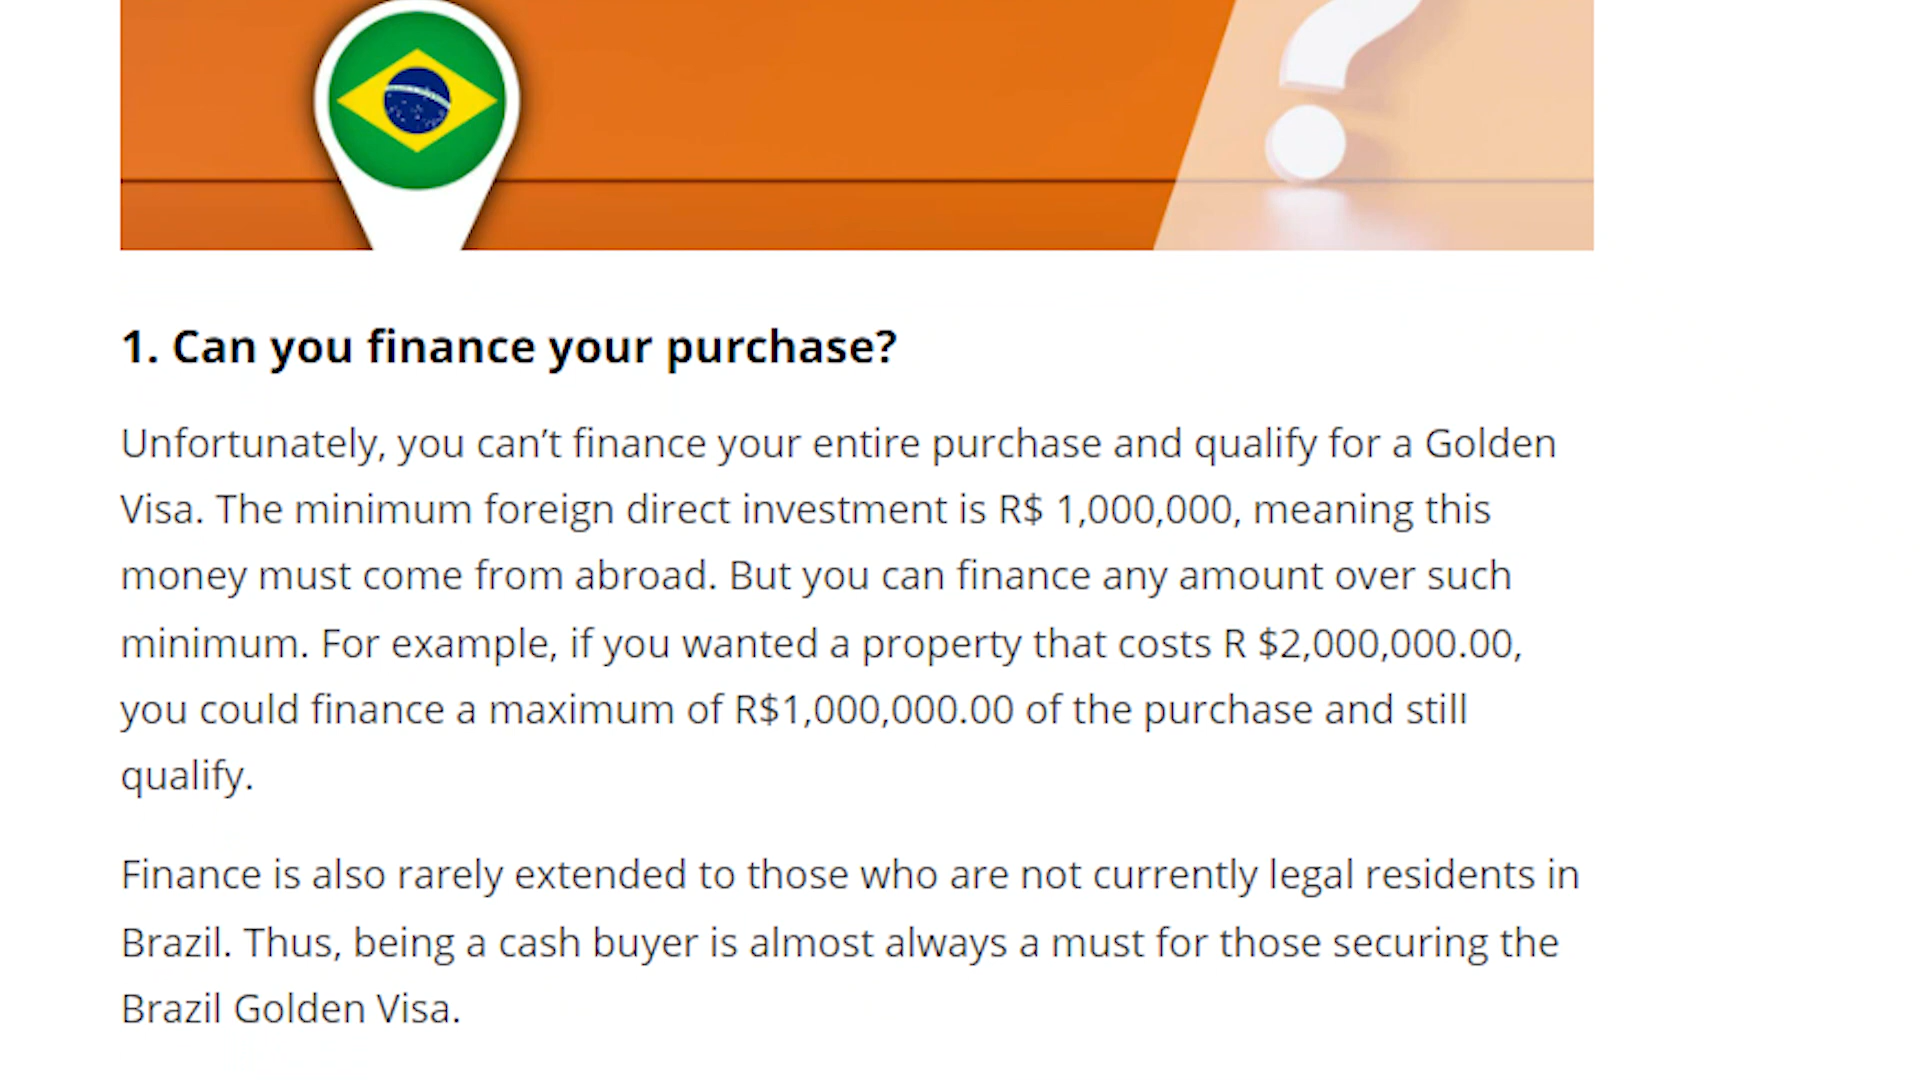 1. Can you finance your purchase?
Unfortunately, you can’t finance your entire purchase and qualify for a Golden
Visa. The minimum foreign direct investment is R$ 1,000,000, meaning this
money must come from abroad. But you can finance any amount over such
minimum. For example, if you wanted a property that costs R $2,000,000.00,
you could finance a maximum of R$1,000,000.00 of the purchase and still
qualify.
Finance is also rarely extended to those who are not currently legal residents in
Brazil. Thus, being a cash buyer is almost always a must for those securing the
Brazil Golden Visa.